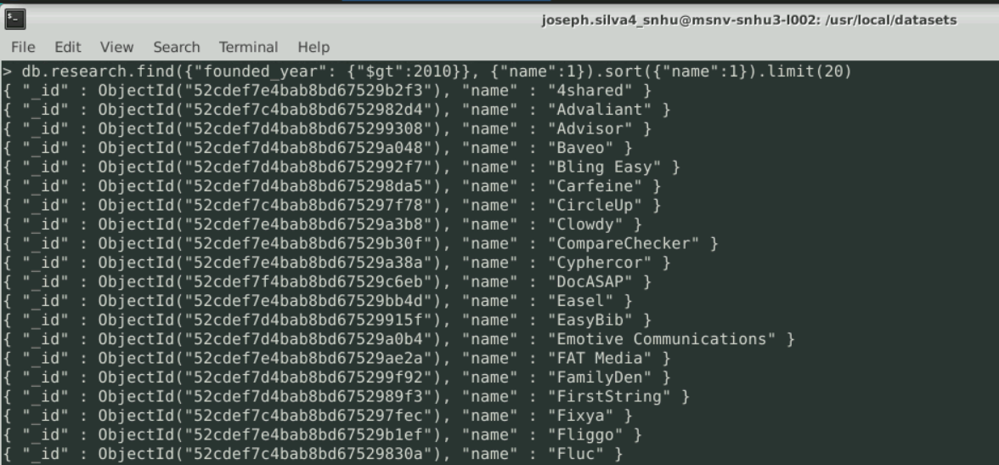 joseph.silva4_snhu@msnv-snhu3-l002: /usr/local/datasets
File Edit View Search Terminal Help
> db.research.find({"founded_year": {"$gt":2010}}, {"name":1}).sort({"name":1}).limit(20)
{ "_id" : ObjectId("52cdef7e4bab8bd67529b2f3"), "name" : "4shared" }
{ "_id" : ObjectId("52cdef7c4bab8bd6752982d4"), "name" : "Advaliant" }
{ "_id" : ObjectId("52cdef7d4bab8bd675299308"), "name" : "Advisor" }
{ "_id" : ObjectId("52cdef7d4bab8bd67529a048"), "name" : "Baveo" }
{ "_id" : ObjectId("52cdef7d4bab8bd6752992f7"), "name" : "Bling Easy" }
{ "_id" : ObjectId("52cdef7d4bab8bd675298da5"), "name" : "Carfeine" }
{ "_id" : ObjectId("52cdef7c4bab8bd675297f78"), "name" : "CircleUp" }
{ "_id" : ObjectId("52cdef7e4bab8bd67529a3b8"), "name" : "Clowdy" }
{ "_id" : ObjectId("52cdef7e4bab8bd67529b30f"), "name" : "CompareChecker" }
{ "_id" : ObjectId("52cdef7e4bab8bd67529a38a"), "name" : "Cyphercor" }
{ "_id" : ObjectId("52cdef7f4bab8bd67529c6eb"), "name" : "DocASAP" }
{ "_id" : ObjectId("52cdef7e4bab8bd67529bb4d"), "name" : "Easel" }
{ "_id" : ObjectId("52cdef7d4bab8bd67529915f"), "name" : "EasyBib" }
{ "_id" : ObjectId("52cdef7d4bab8bd67529a0b4"), "name" : "Emotive Communications" }
{ "_id" : ObjectId("52cdef7e4bab8bd67529ae2a"), "name" : "FAT Media" }
{ "_id" : ObjectId("52cdef7d4bab8bd675299f92"), "name" : "FamilyDen" }
{ "_id" : ObjectId("52cdef7d4bab8bd6752989f3"), "name" : "FirstString" }
{ "_id" : ObjectId("52cdef7c4bab8bd675297fec"), "name" : "Fixya" }
{ "_id" : ObjectId("52cdef7e4bab8bd67529b1ef"), "name" : "Fliggo" }
{ "_id" : ObjectId("52cdef7c4bab8bd67529830a"), "name" : "Fluc" }